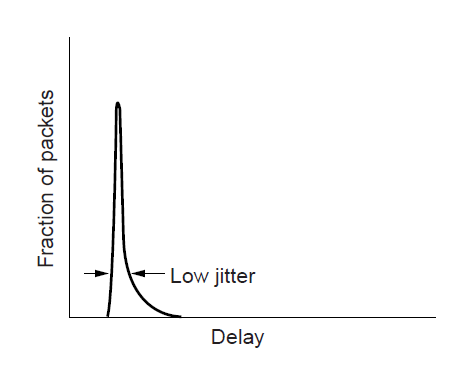 Fraction of packets
Low jitter
Delay